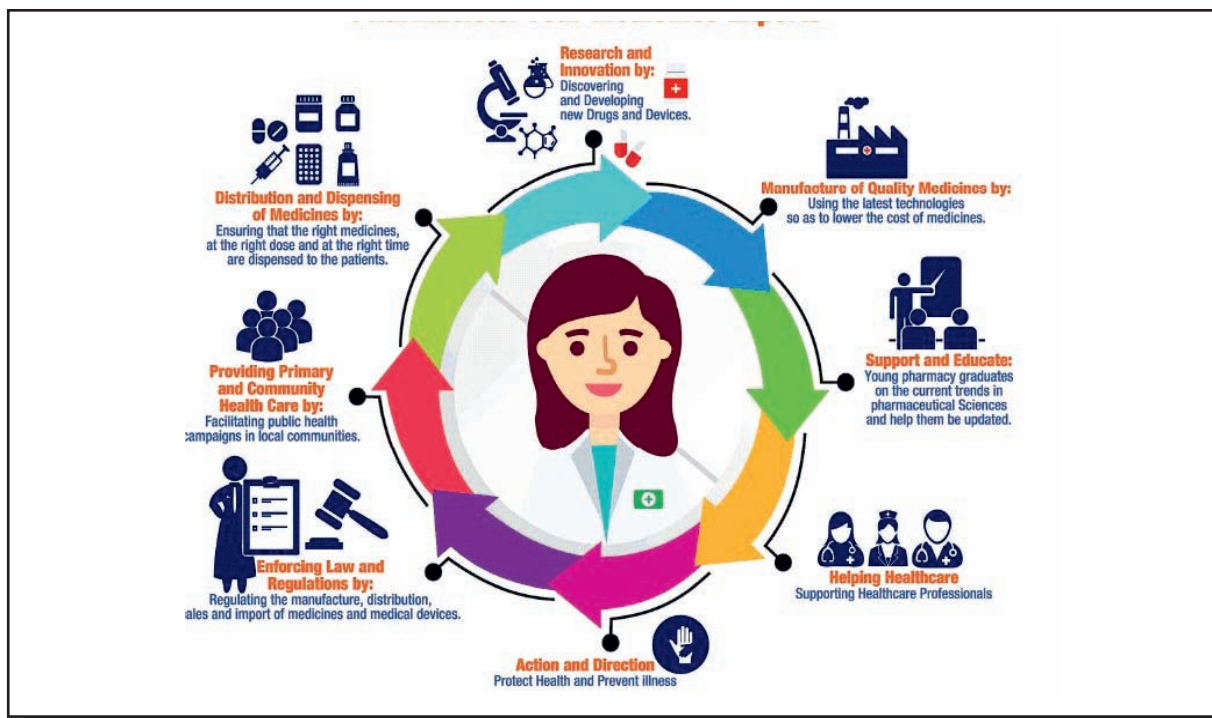 Research and
Innovation by:
Discovering
and Developing
new Drugs and Devices.
Manufacture of Quality Medicines by:
Using the latest technologies
so as to lower the cost of medicines.
Support and Educate:
Young pharmacy graduates
on the current trends in
pharmaceutical Sciences
and help them be updated.
Helping Healthcare
Supporting Healthcare Professionals
Action and Direction
Protect Health and Prevent illness
Enforcing Law and
Regulations by:
Regulating the manufacture, distribution,
ales and import of medicines and medical devices.
Providing Primary
and Community
Health Care by:
Facilitating public health
campaigns in local communities.
Distribution and Dispensing
of Medicines by:
Ensuring that the right medicines,
at the right dose and at the right time
are dispensed to the patients.